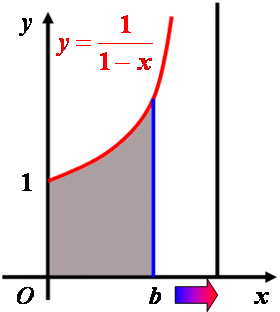 y
y = 1/(1 − x)
1
O b x